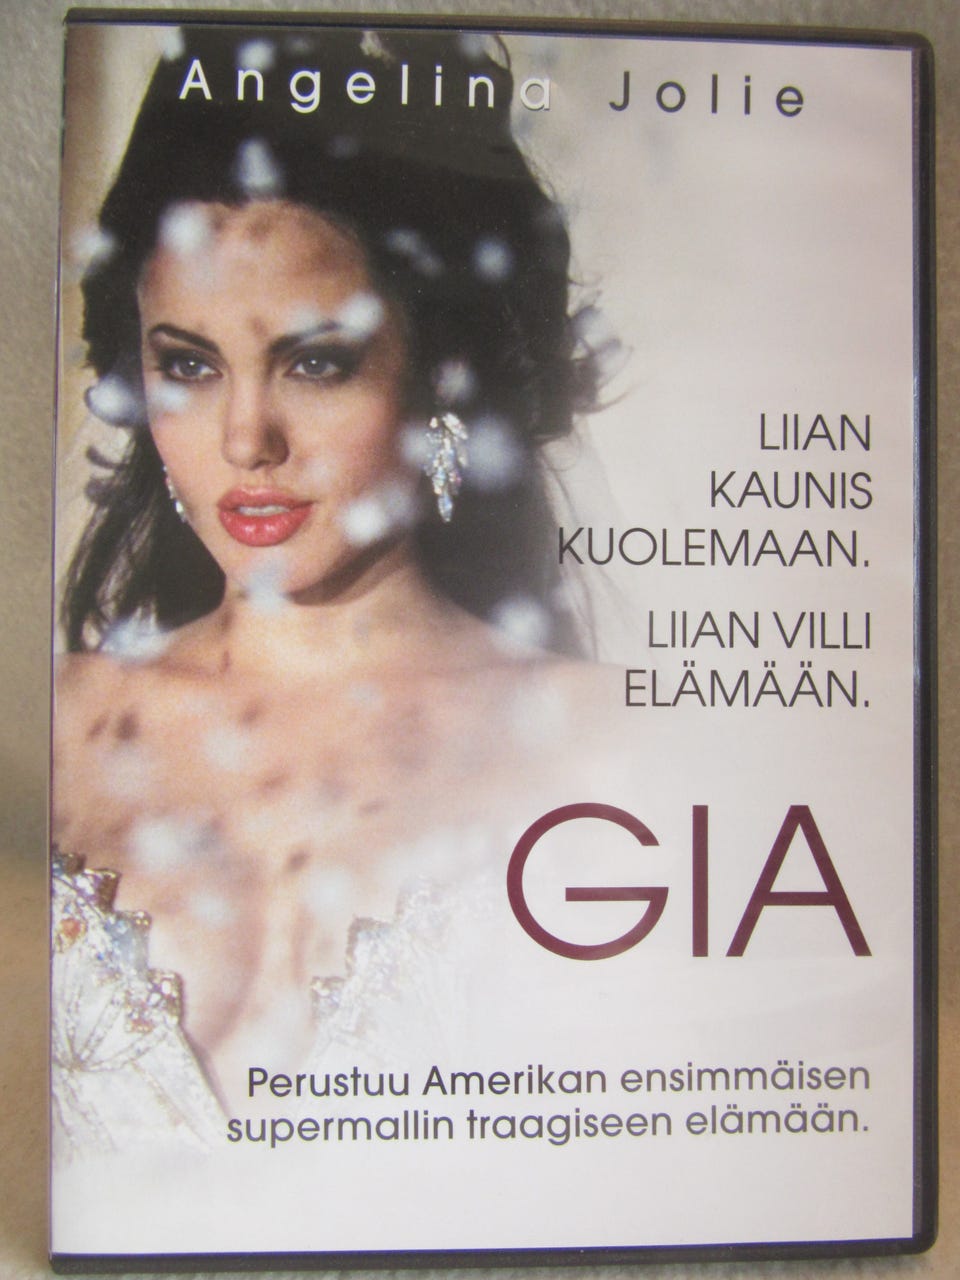 Angelina Jolie
LIIAN
KAUNIS
KUOLEMAAN.
LIIAN VILLI
ELÄMÄÄN.
GIA
Perustuu Amerikan ensimmäisen
supermallin traagiseen elämään.